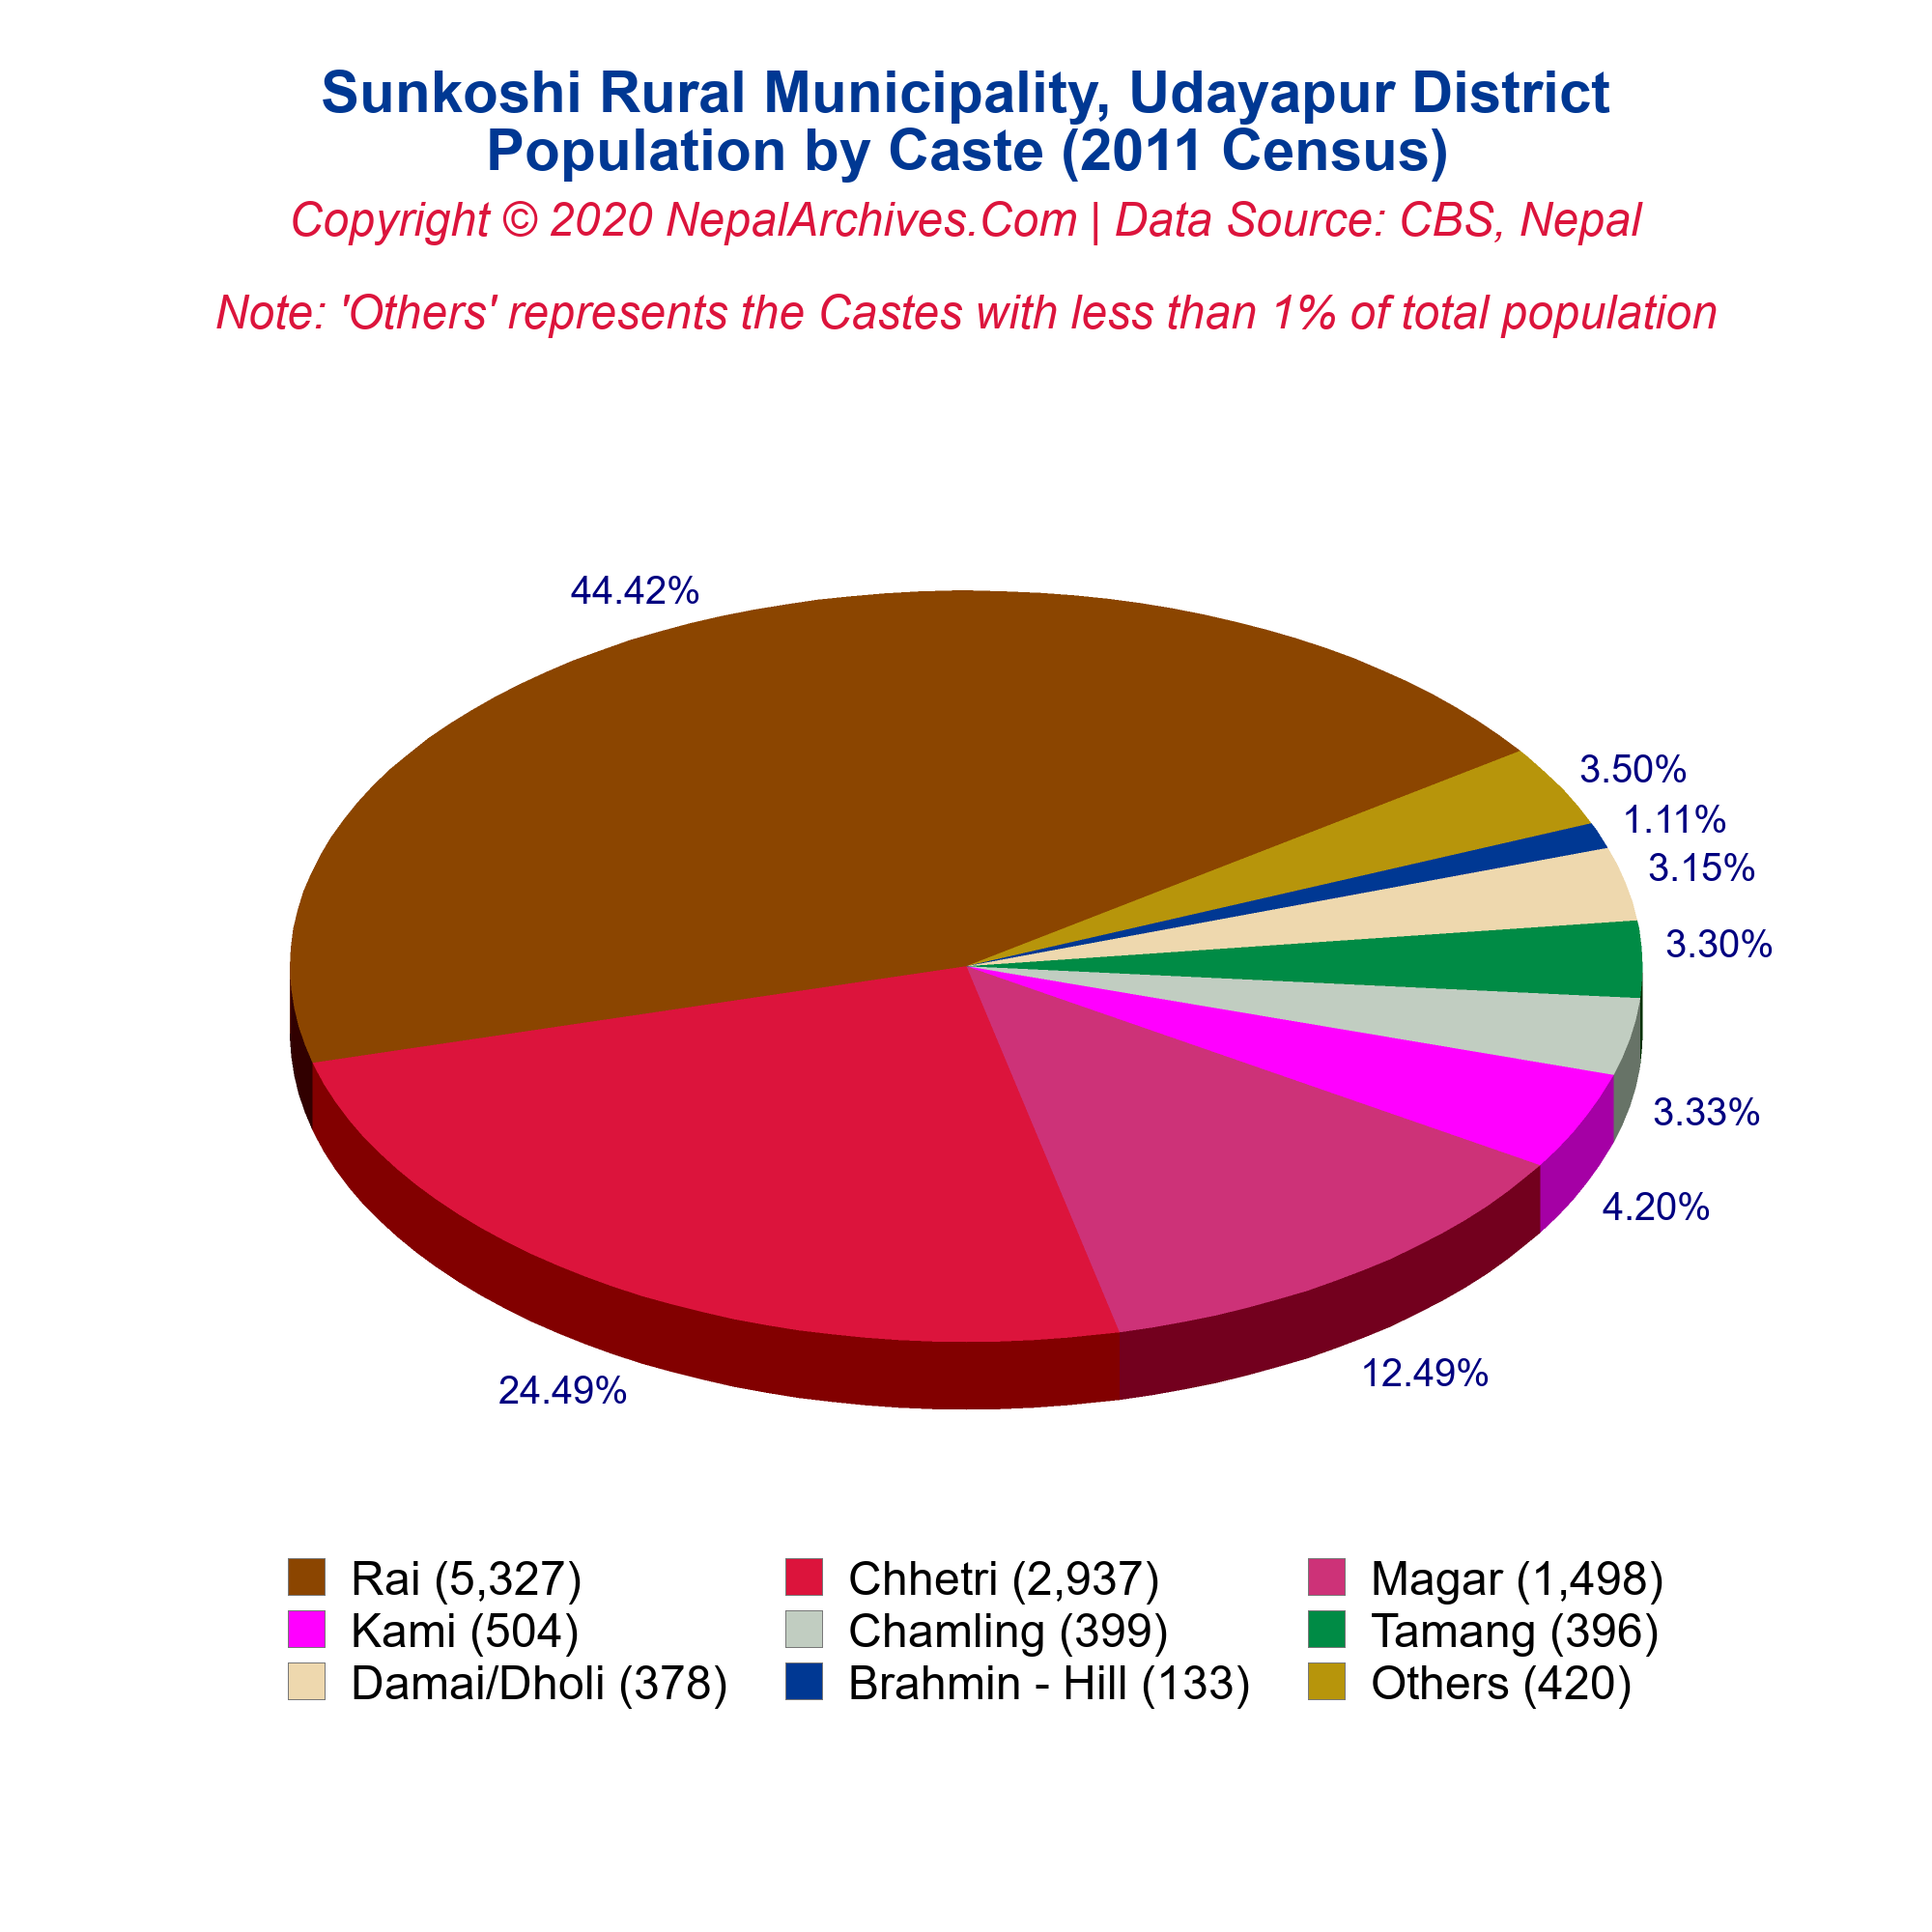 Sunkoshi Rural Municipality, Udayapur District
Population by Caste (2011 Census)
Copyright © 2020 NepalArchives.Com | Data Source: CBS, Nepal
Note: 'Others' represents the Castes with less than 1% of total population
44.42%
3.50%
1.11%
3.15%
3.30%
3.33%
4.20%
12.49%
24.49%
Rai (5,327)
Chhetri (2,937)
Magar (1,498)
Kami (504)
Chamling (399)
Tamang (396)
Damai/Dholi (378)
Brahmin - Hill (133)
Others (420)